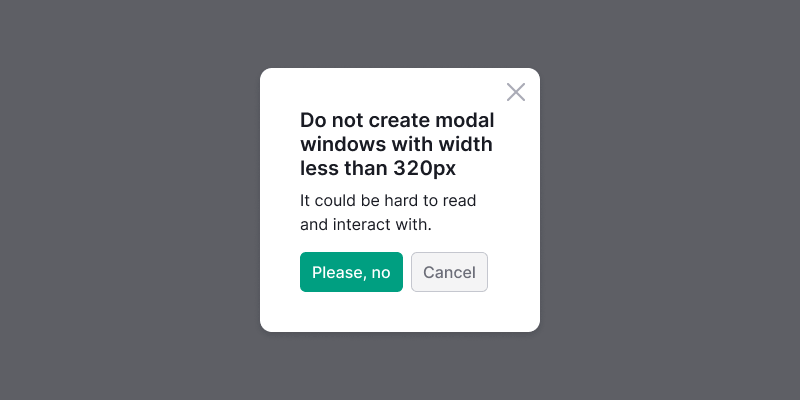 Do not create modal
windows with width
less than 320px
It could be hard to read
and interact with.
Please, no
Cancel